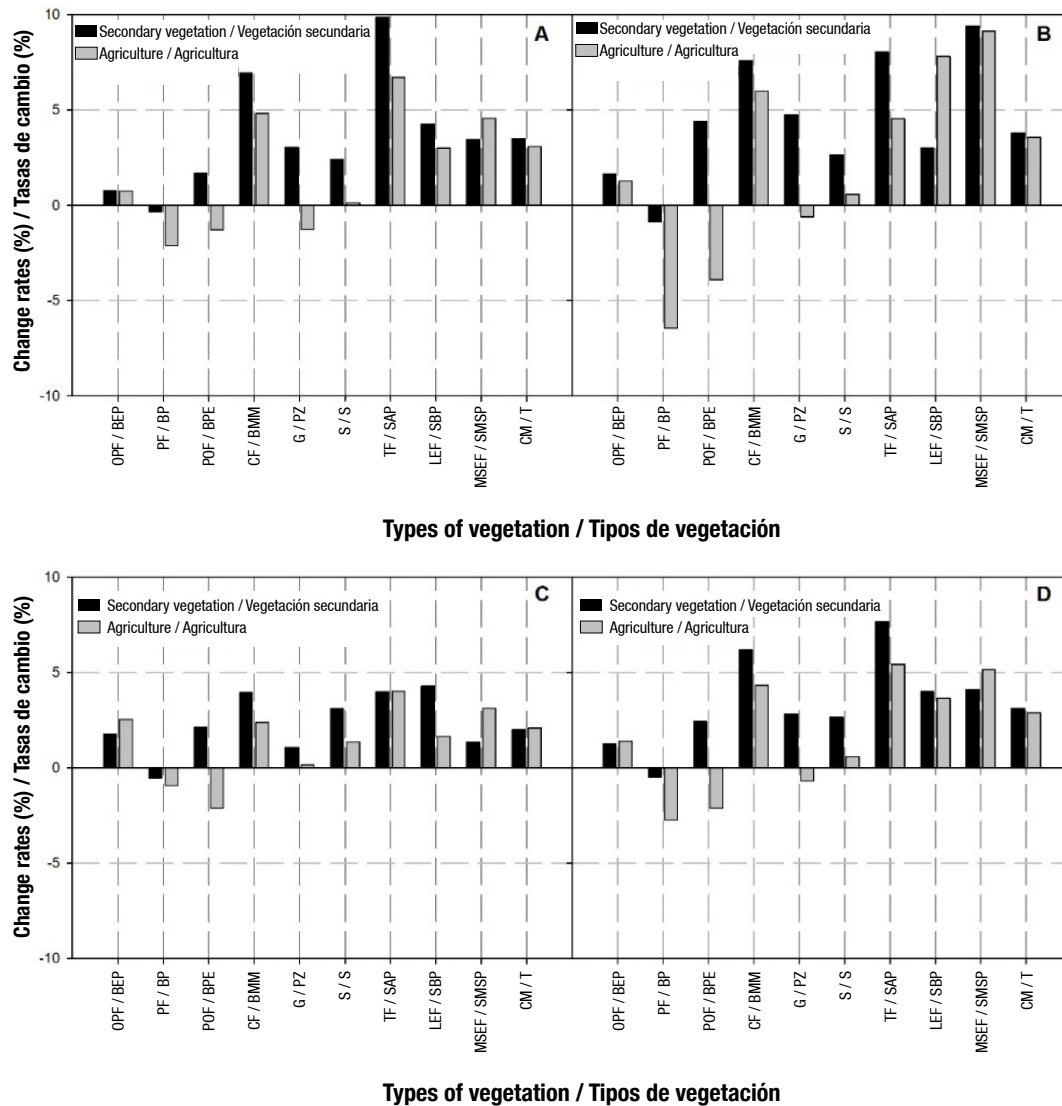 Change rates (%) / Tasas de cambio (%)
10
5
0
-5
-10
Secondary vegetation / Vegetación secundaria
Agriculture / Agricultura
A
Secondary vegetation / Vegetación secundaria
Agriculture / Agricultura
B
OPF / BEP
PF / BP
POF / BPE
CF / BMM
G / PZ
S / S
TF / SAP
LEF / SBP
MSEF / SMSP
CM / T
OPF / BEP
PF / BP
POF / BPE
CF / BMM
G / PZ
S / S
TF / SAP
LEF / SBP
MSEF / SMSP
CM / T
Types of vegetation / Tipos de vegetación
Change rates (%) / Tasas de cambio (%)
10
5
0
-5
-10
Secondary vegetation / Vegetación secundaria
Agriculture / Agricultura
C
Secondary vegetation / Vegetación secundaria
Agriculture / Agricultura
D
OPF / BEP
PF / BP
POF / BPE
CF / BMM
G / PZ
S / S
TF / SAP
LEF / SBP
MSEF / SMSP
CM / T
OPF / BEP
PF / BP
POF / BPE
CF / BMM
G / PZ
S / S
TF / SAP
LEF / SBP
MSEF / SMSP
CM / T
Types of vegetation / Tipos de vegetación